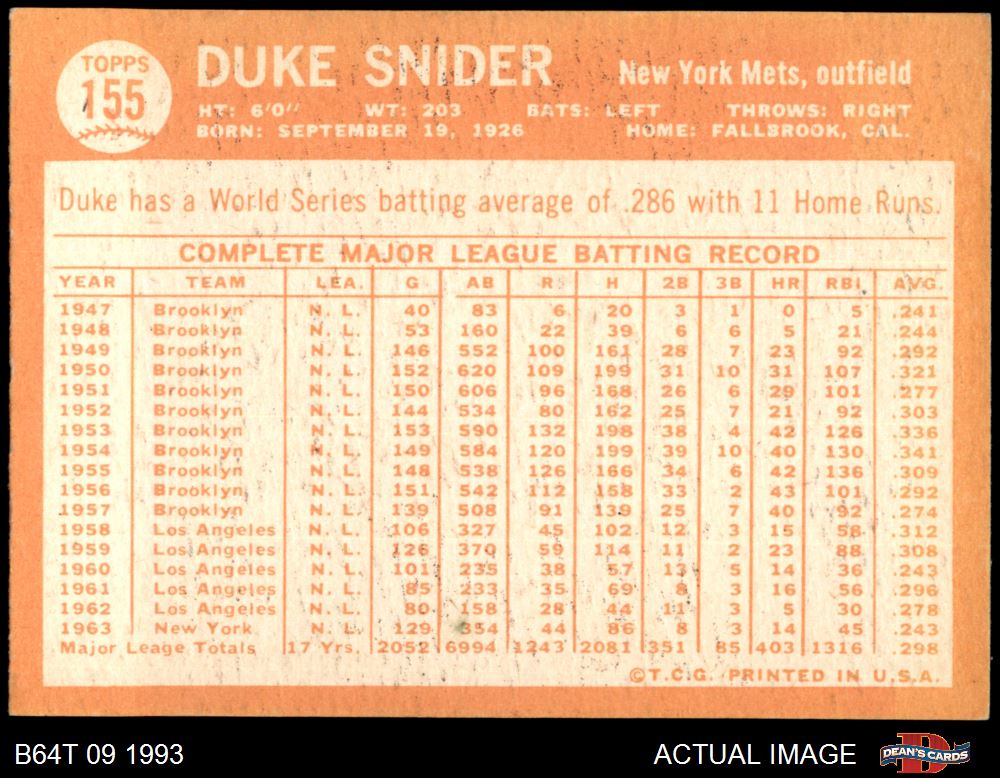 TOPPS
155
DUKE SNIDER
New York Mets, outfield
HT: 6'0" WT: 203 BATS: LEFT THROWS: RIGHT
BORN: SEPTEMBER 19, 1926 HOME: FALLBROOK, CAL.
Duke has a World Series batting average of .286 with 11 Home Runs.
COMPLETE MAJOR LEAGUE BATTING RECORD
YEAR TEAM LEA. G AB R H 2B 3B HR RBI AVG.
1947 Brooklyn N. L. 40 83 6 20 3 1 0 5 .241
1948 Brooklyn N. L. 53 160 22 39 6 6 5 21 .244
1949 Brooklyn N. L. 146 552 100 161 28 7 23 92 .292
1950 Brooklyn N. L. 152 620 109 199 31 10 31 107 .321
1951 Brooklyn N. L. 150 606 96 168 26 6 29 101 .277
1952 Brooklyn N. L. 144 534 80 162 25 7 21 92 .303
1953 Brooklyn N. L. 153 590 132 198 38 4 42 126 .336
1954 Brooklyn N. L. 149 584 120 199 39 10 40 130 .341
1955 Brooklyn N. L. 148 538 126 166 34 6 42 136 .309
1956 Brooklyn N. L. 151 542 112 158 33 2 43 101 .292
1957 Brooklyn N. L. 139 508 91 139 25 7 40 92 .274
1958 Los Angeles N. L. 106 327 45 102 12 3 15 58 .312
1959 Los Angeles N. L. 126 370 59 114 11 2 23 88 .308
1960 Los Angeles N. L. 101 235 38 57 13 5 14 36 .243
1961 Los Angeles N. L. 85 233 35 69 8 3 16 56 .296
1962 Los Angeles N. L. 80 158 28 44 11 3 5 30 .278
1963 New York N. L. 129 354 44 86 8 3 14 45 .243
Major Leage Totals 17 Yrs. 2052 6994 1243 2081 351 85 403 1316 .298
©T.C.G. PRINTED IN U.S.A.
B64T 09 1993 ACTUAL IMAGE DEAN'S CARDS